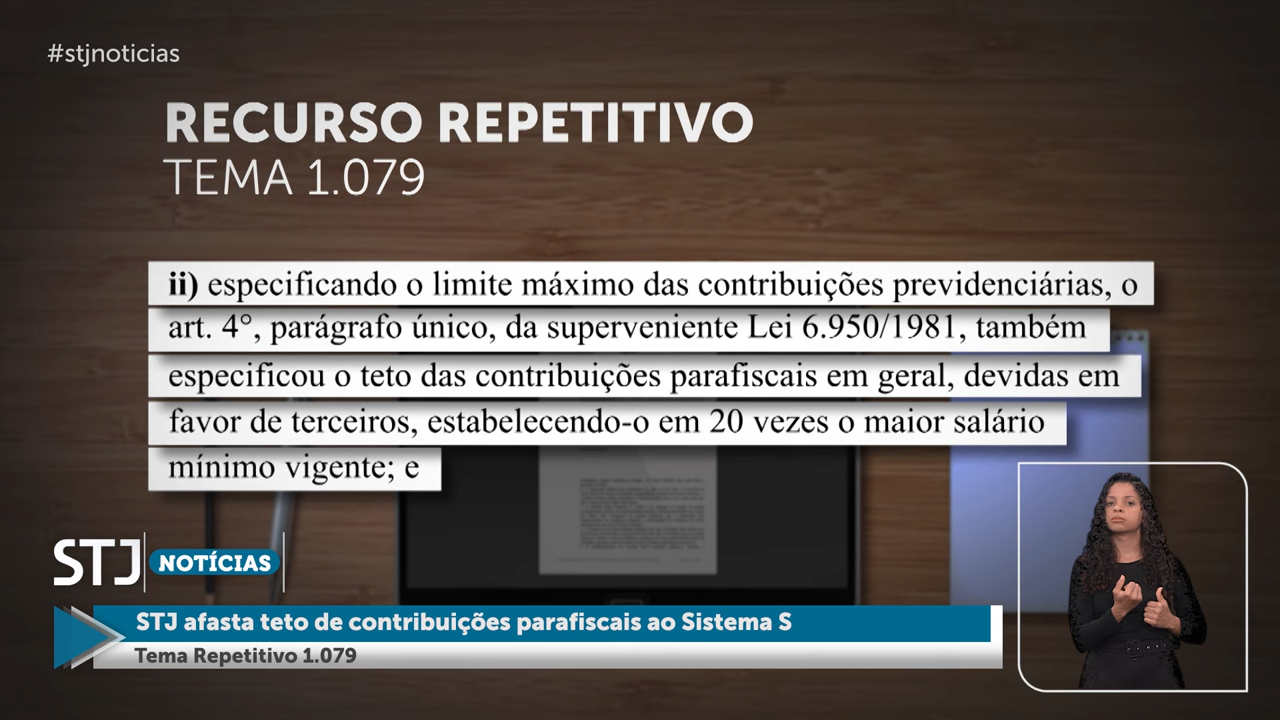 #stjnoticias
RECURSO REPETITIVO
TEMA 1.079
ii) especificando o limite máximo das contribuições previdenciárias, o
art. 4°, parágrafo único, da superveniente Lei 6.950/1981, também
especificou o teto das contribuições parafiscais em geral, devidas em
favor de terceiros, estabelecendo-o em 20 vezes o maior salário
mínimo vigente; e
STJ NOTÍCIAS
STJ afasta teto de contribuições parafiscais ao Sistema S
Tema Repetitivo 1.079